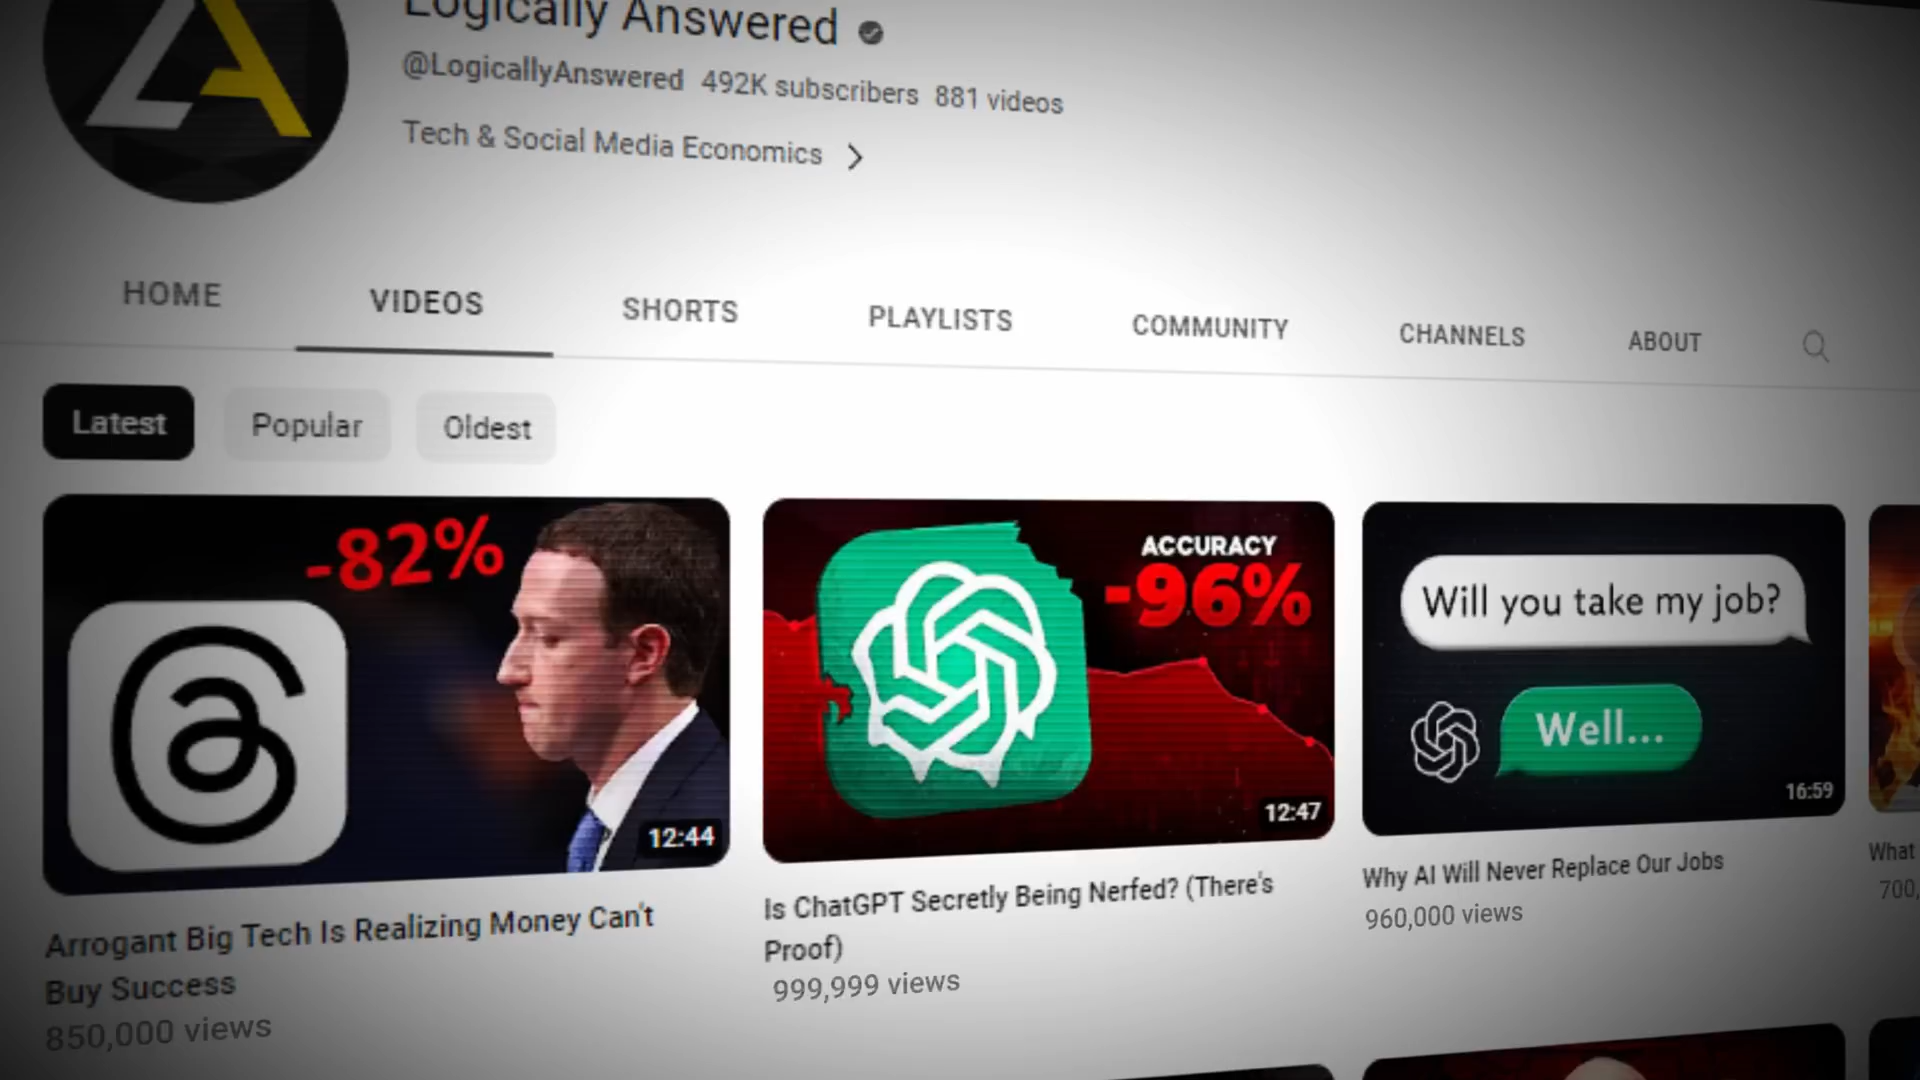 Logically Answered
@LogicallyAnswered 492K subscribers 881 videos
Tech & Social Media Economics
HOME VIDEOS SHORTS PLAYLISTS COMMUNITY CHANNELS ABOUT
Latest Popular Oldest
-82%
12:44
ACCURACY
-96%
12:47
Will you take my job?
Well...
16:59
Arrogant Big Tech Is Realizing Money Can't
Buy Success
850,000 views
Is ChatGPT Secretly Being Nerfed? (There's
Proof)
999,999 views
Why AI Will Never Replace Our Jobs
960,000 views
What
700,